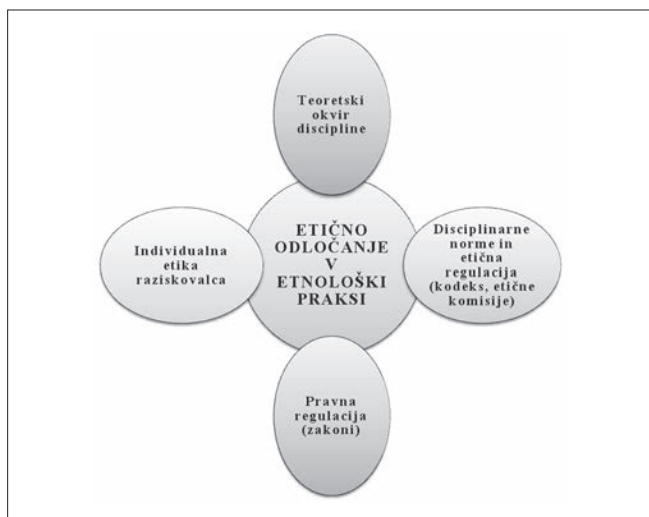 Teoretski
okvir
discipline
Individualna
etika
raziskovalca
ETIČNO
ODLOČANJE
V
ETNOLOŠKI
PRAKSI
Disciplinarne
norme in
etična
regulacija
(kodeks, etične
komisije)
Pravna
regulacija
(zakoni)